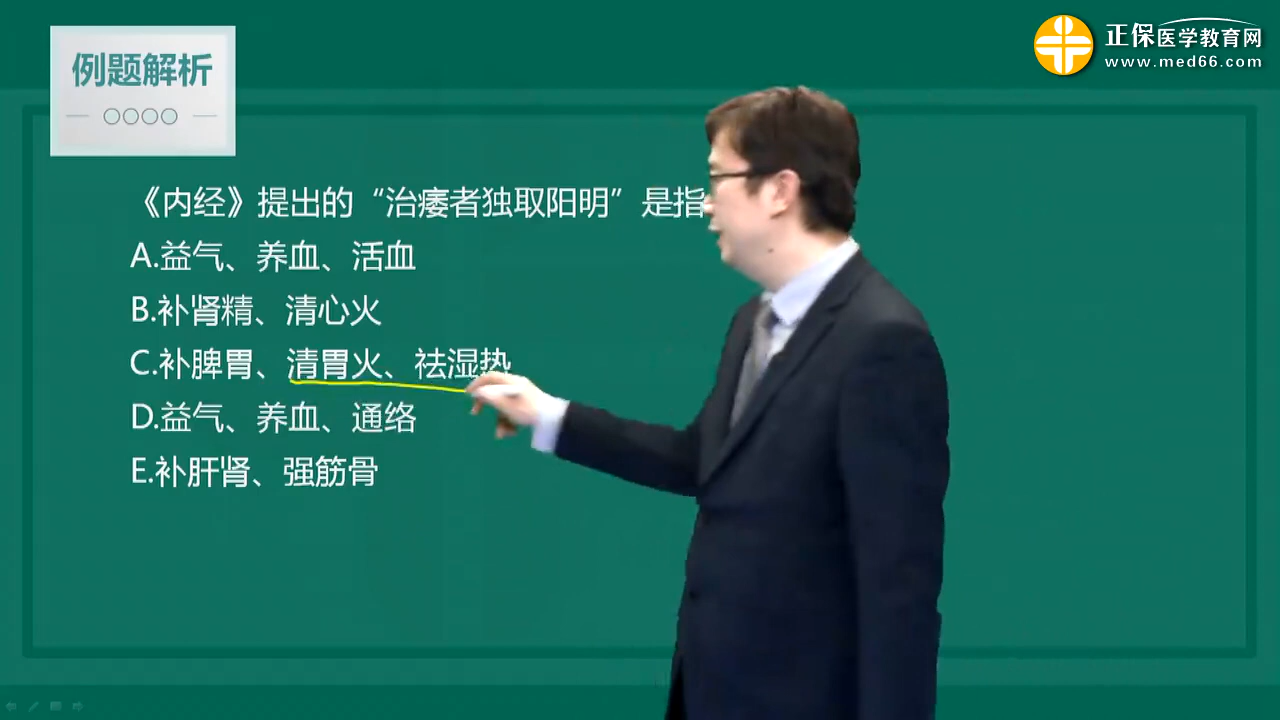 例题解析
正保医学教育网
www.med66.com
《内经》提出的“治痿者独取阳明”是指
A.益气、养血、活血
B.补肾精、清心火
C.补脾胃、清胃火、祛湿热
D.益气、养血、通络
E.补肝肾、强筋骨